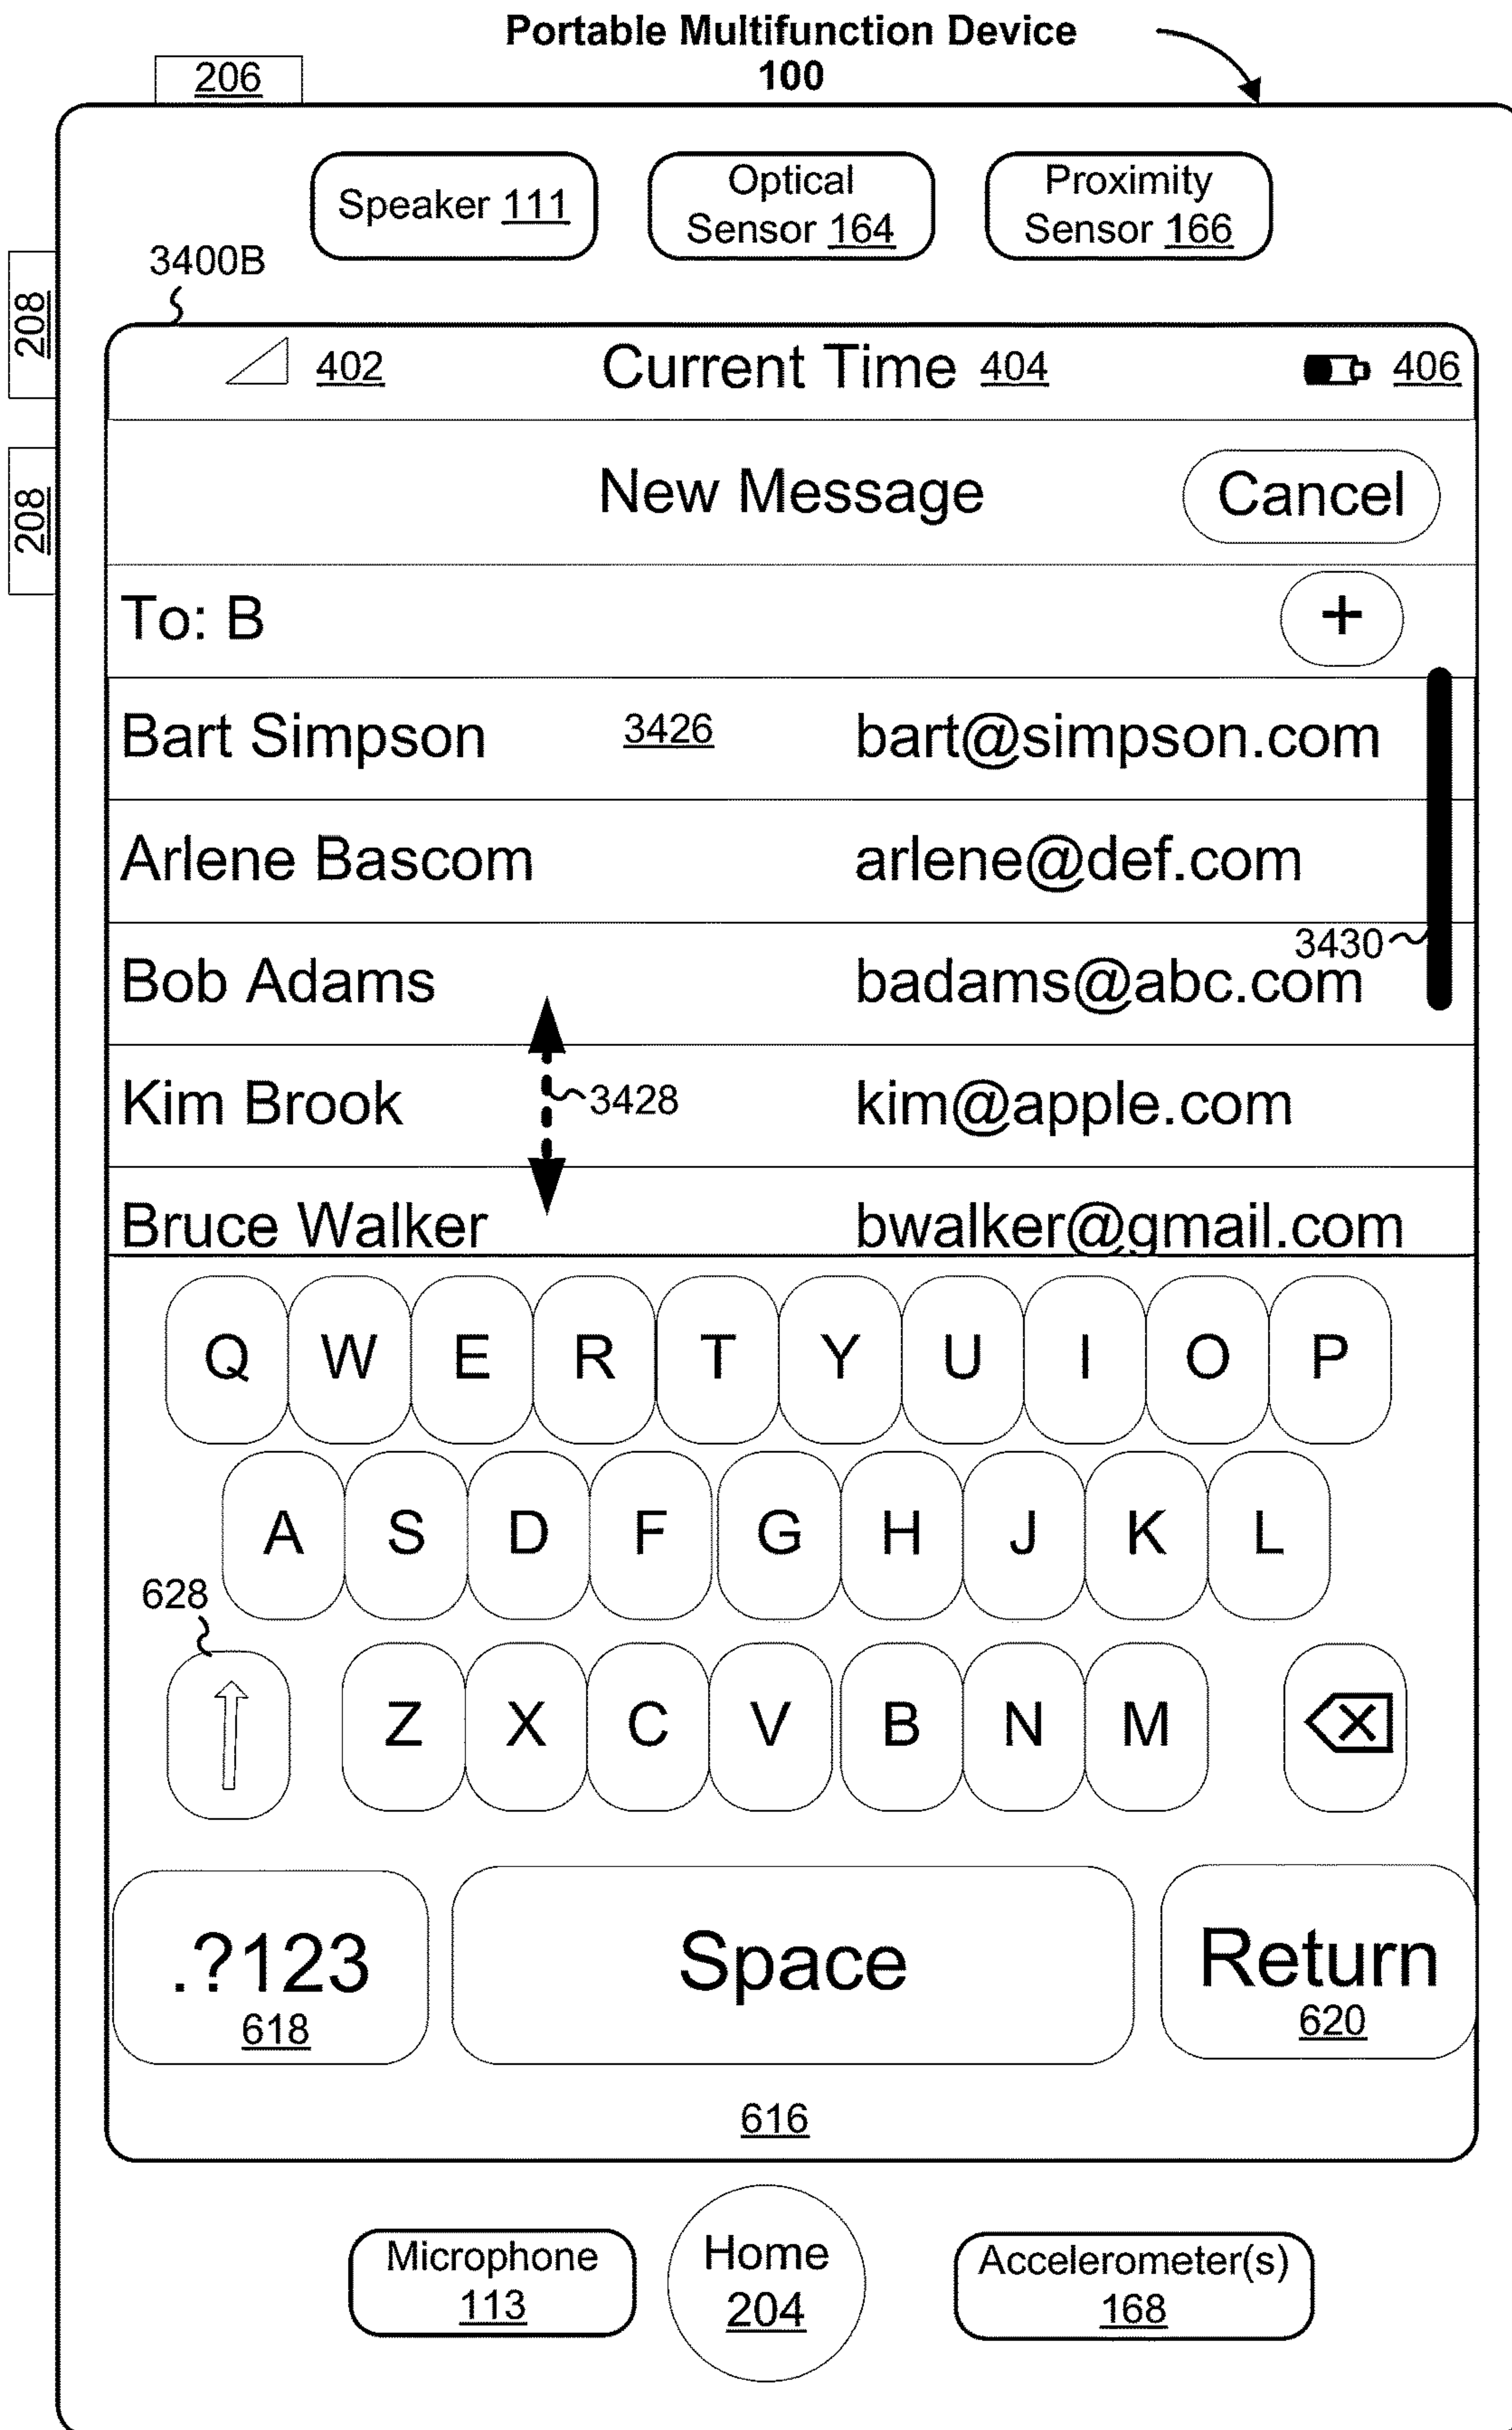 Portable Multifunction Device
100
206
Speaker 111
Optical
Sensor 164
Proximity
Sensor 166
3400B
208
208
402
Current Time 404
406
New Message
Cancel
To: B
+
Bart Simpson 3426 bart@simpson.com
Arlene Bascom arlene@def.com
3430
Bob Adams badams@abc.com
Kim Brook 3428 kim@apple.com
Bruce Walker bwalker@gmail.com
Q W E R T Y U I O P
A S D F G H J K L
628
Z X C V B N M
.?123
618
Space
Return
620
616
Microphone
113
Home
204
Accelerometer(s)
168